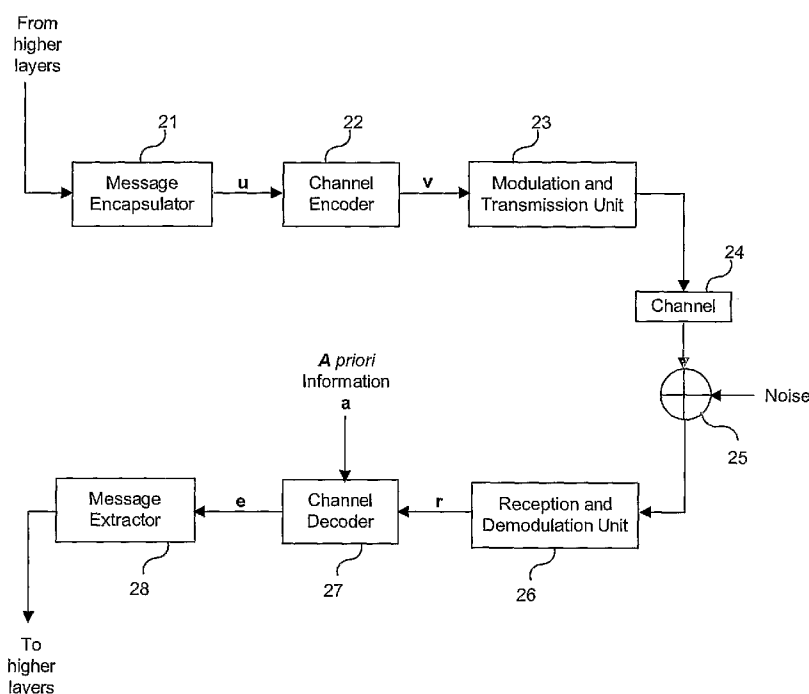 From
higher
layers
21
22
23
Message
Encapsulator
u
Channel
Encoder
v
Modulation and
Transmission Unit
24
Channel
A priori
Information
a
Noise
25
Message
Extractor
e
Channel
Decoder
r
Reception and
Demodulation Unit
28
27
26
To
higher
layers